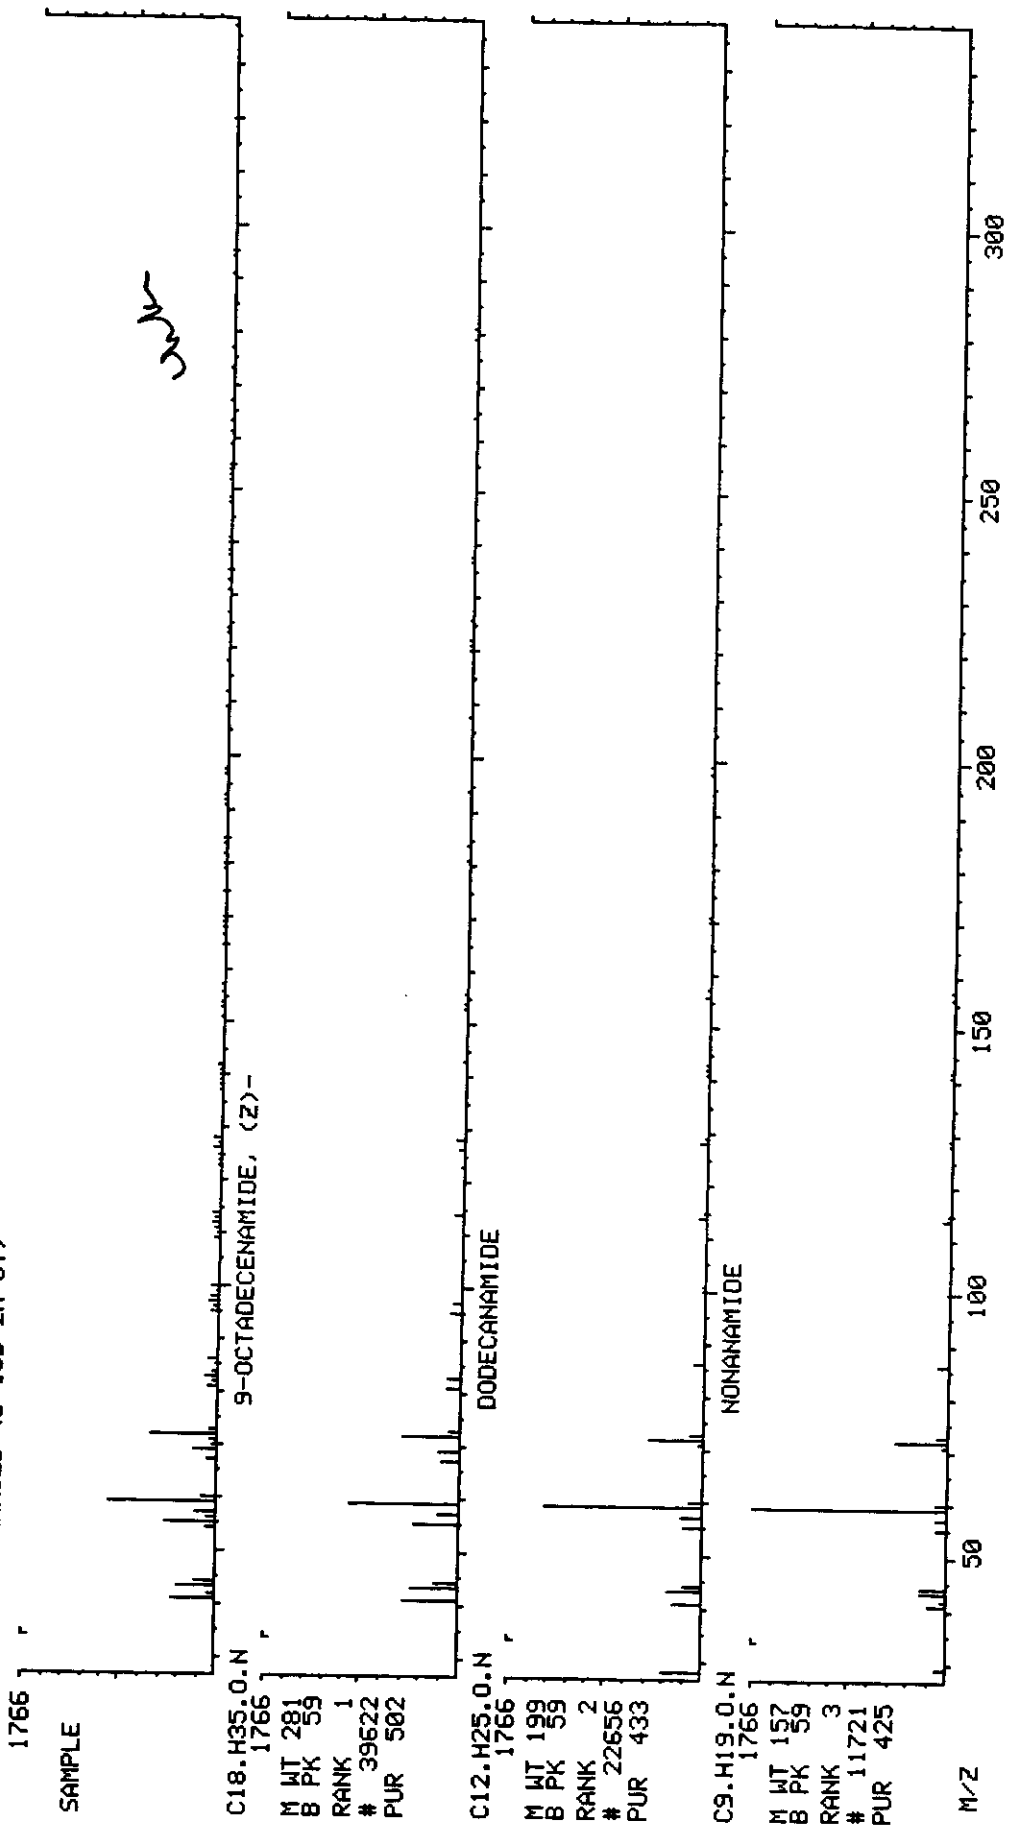 1766
SAMPLE
C18.H35.O.N
9-OCTADECENAMIDE, (Z)-
1766
M WT 281
B PK 59
RANK 1
# 39622
PUR 502
C12.H25.O.N
DODECANAMIDE
1766
M WT 199
B PK 59
RANK 2
# 22656
PUR 433
C9.H19.O.N
NONANAMIDE
1766
M WT 157
B PK 59
RANK 3
# 11721
PUR 425
M/Z
50
100
150
200
250
300